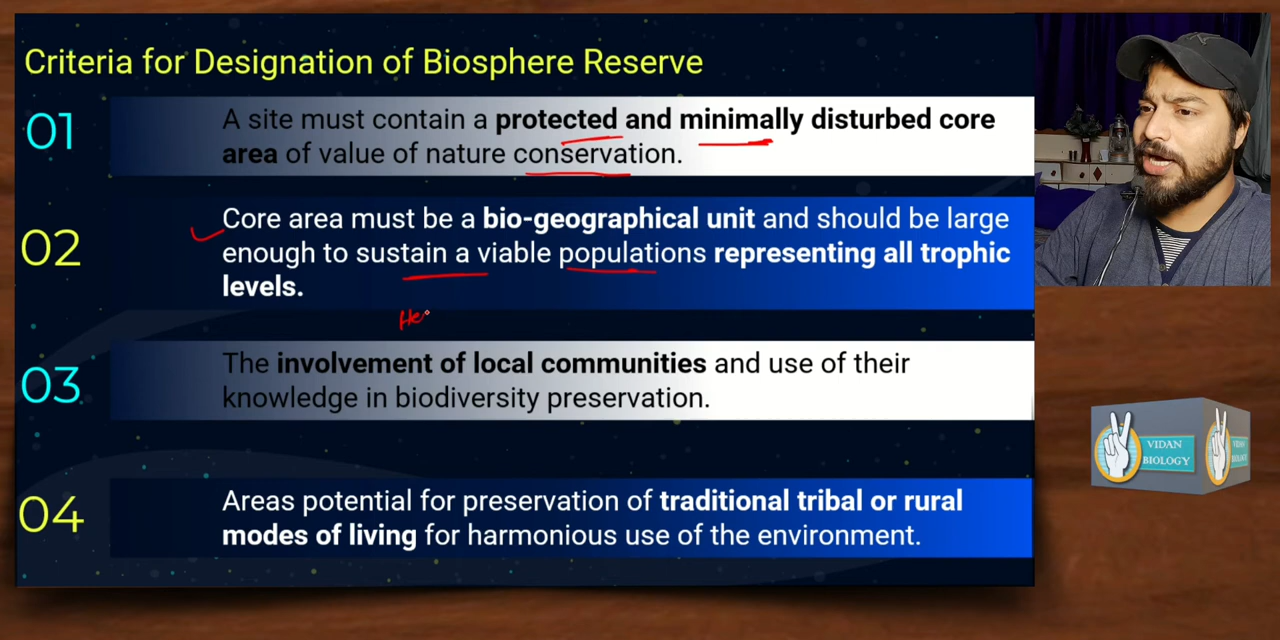 Criteria for Designation of Biosphere Reserve
01
A site must contain a protected and minimally disturbed core
area of value of nature conservation.
02
Core area must be a bio-geographical unit and should be large
enough to sustain a viable populations representing all trophic
levels.
He
03
The involvement of local communities and use of their
knowledge in biodiversity preservation.
04
Areas potential for preservation of traditional tribal or rural
modes of living for harmonious use of the environment.
VIDAN
BIOLOGY
VIDAN
BIOLOGY